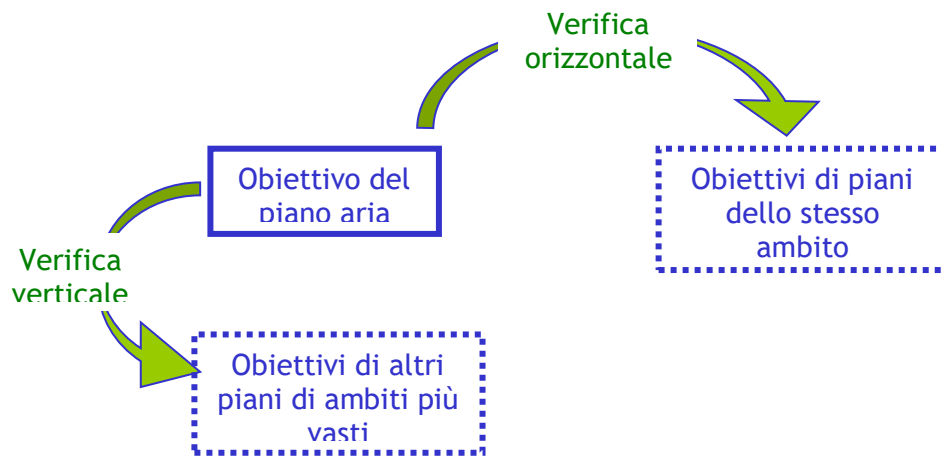 Verifica
orizzontale
Obiettivo del
piano aria
Obiettivi di piani
dello stesso
ambito
Verifica
verticale
Obiettivi di altri
piani di ambiti più
vasti